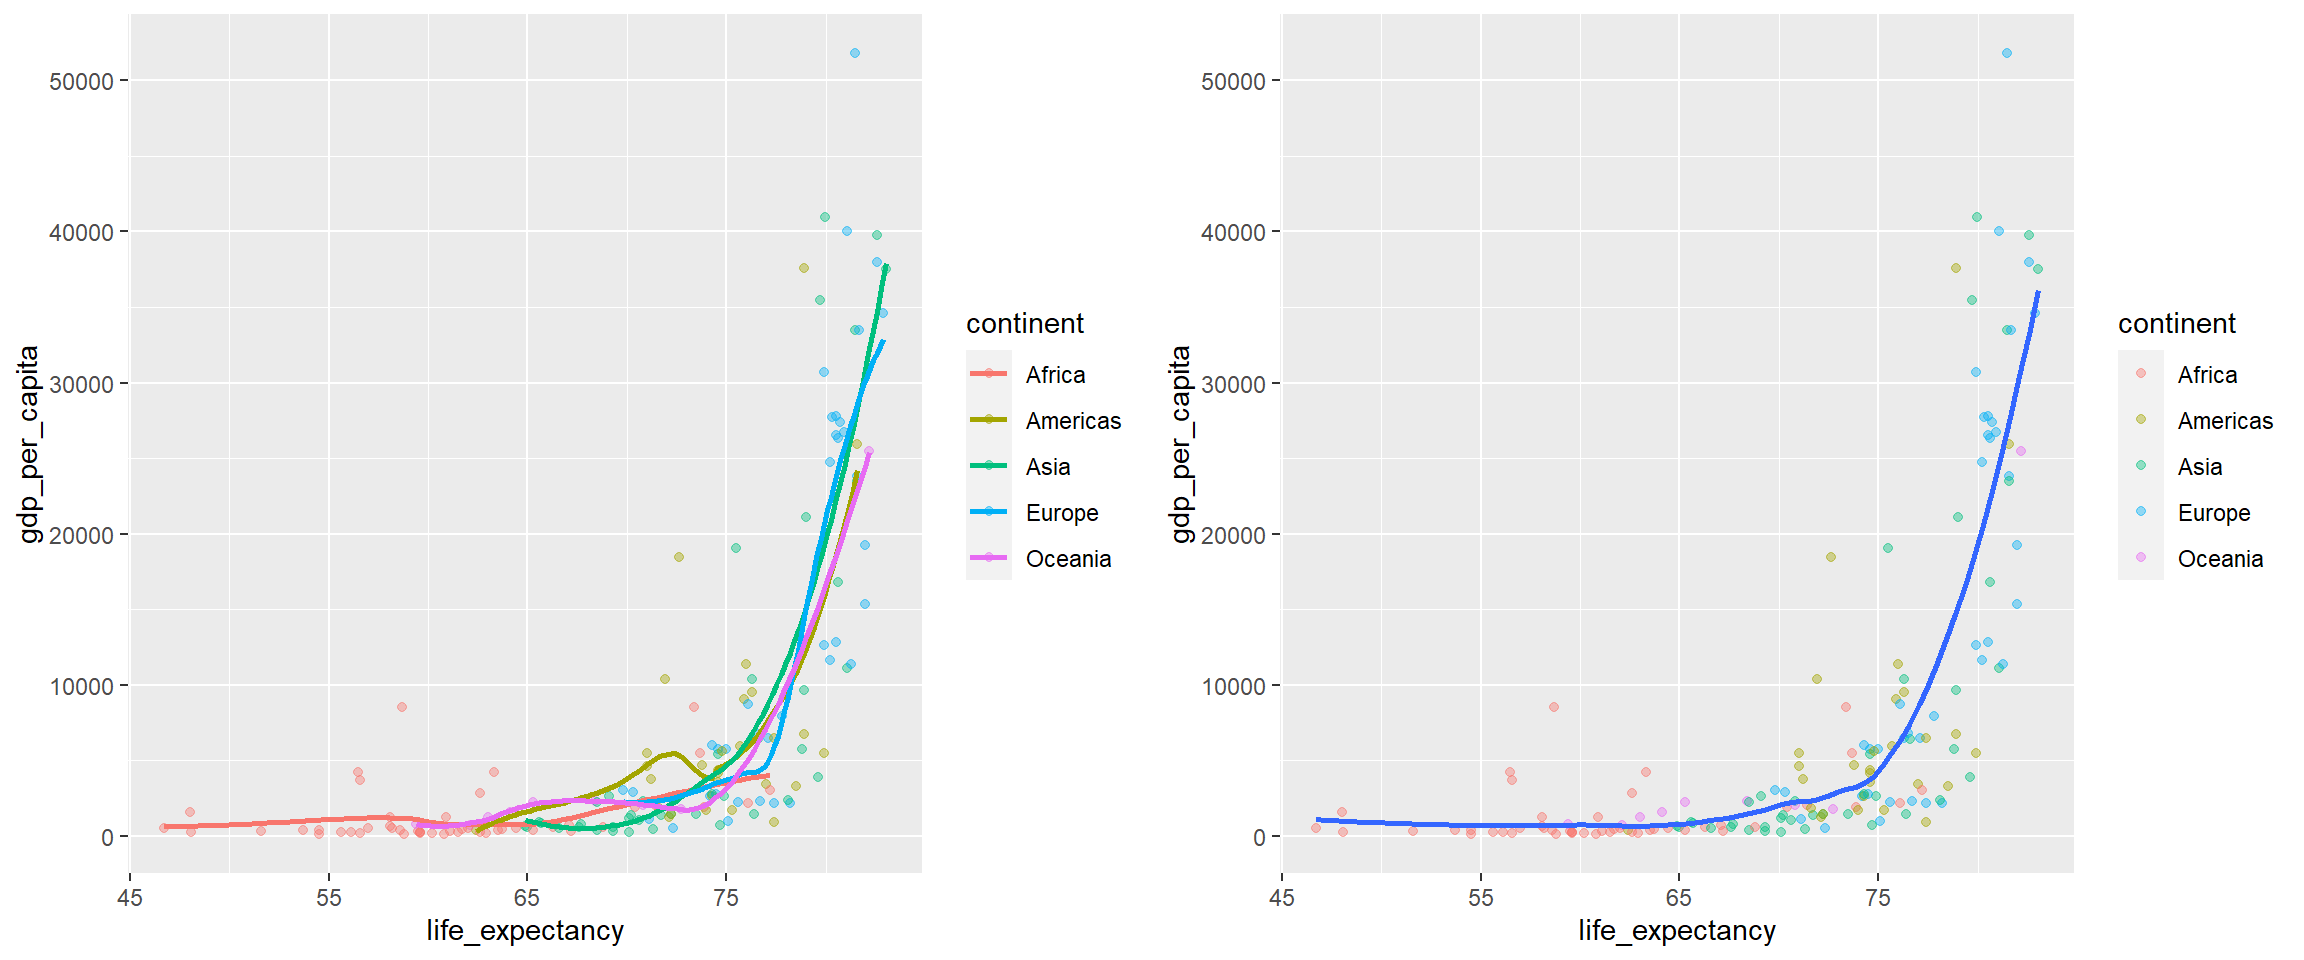 50000
40000
30000
20000
10000
0
gdp_per_capita
45
55
65
75
life_expectancy
continent
Africa
Americas
Asia
Europe
Oceania
50000
40000
30000
20000
10000
0
gdp_per_capita
45
55
65
75
life_expectancy
continent
Africa
Americas
Asia
Europe
Oceania